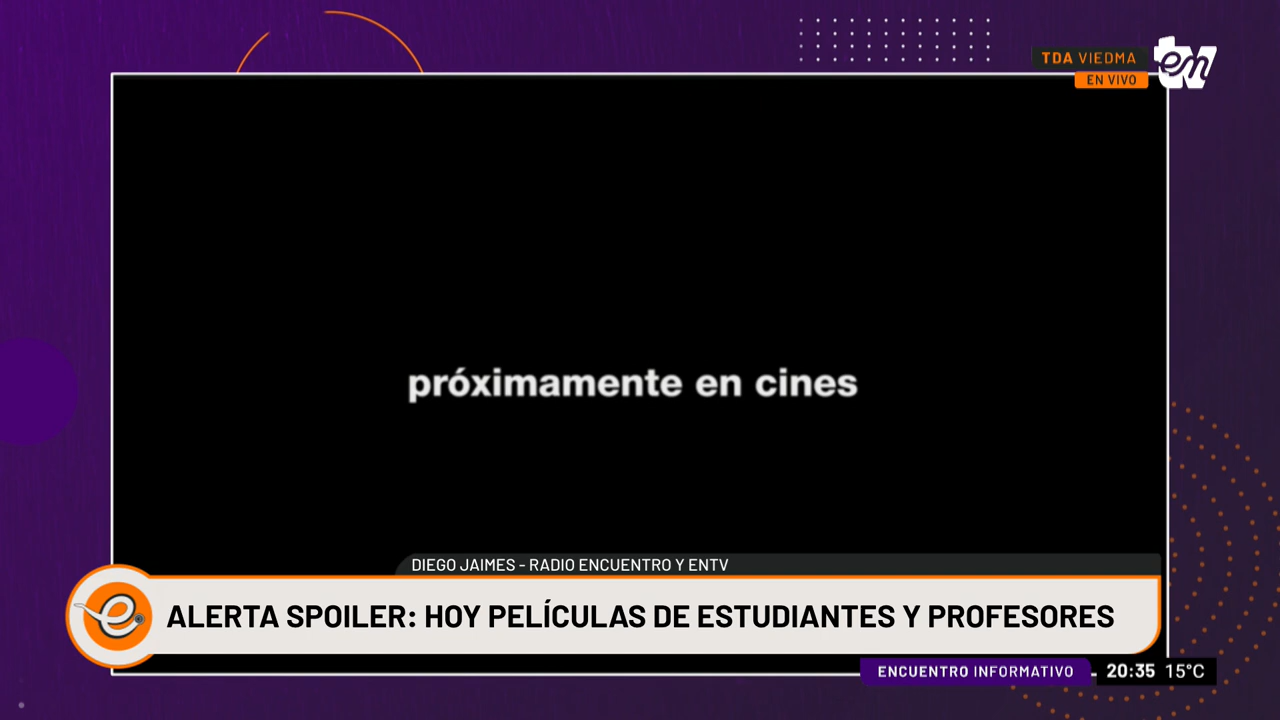 TDA VIEDMA
EN VIVO
en
próximamente en cines
DIEGO JAIMES - RADIO ENCUENTRO Y ENTV
e
ALERTA SPOILER: HOY PELÍCULAS DE ESTUDIANTES Y PROFESORES
ENCUENTRO INFORMATIVO
20:35 15°C